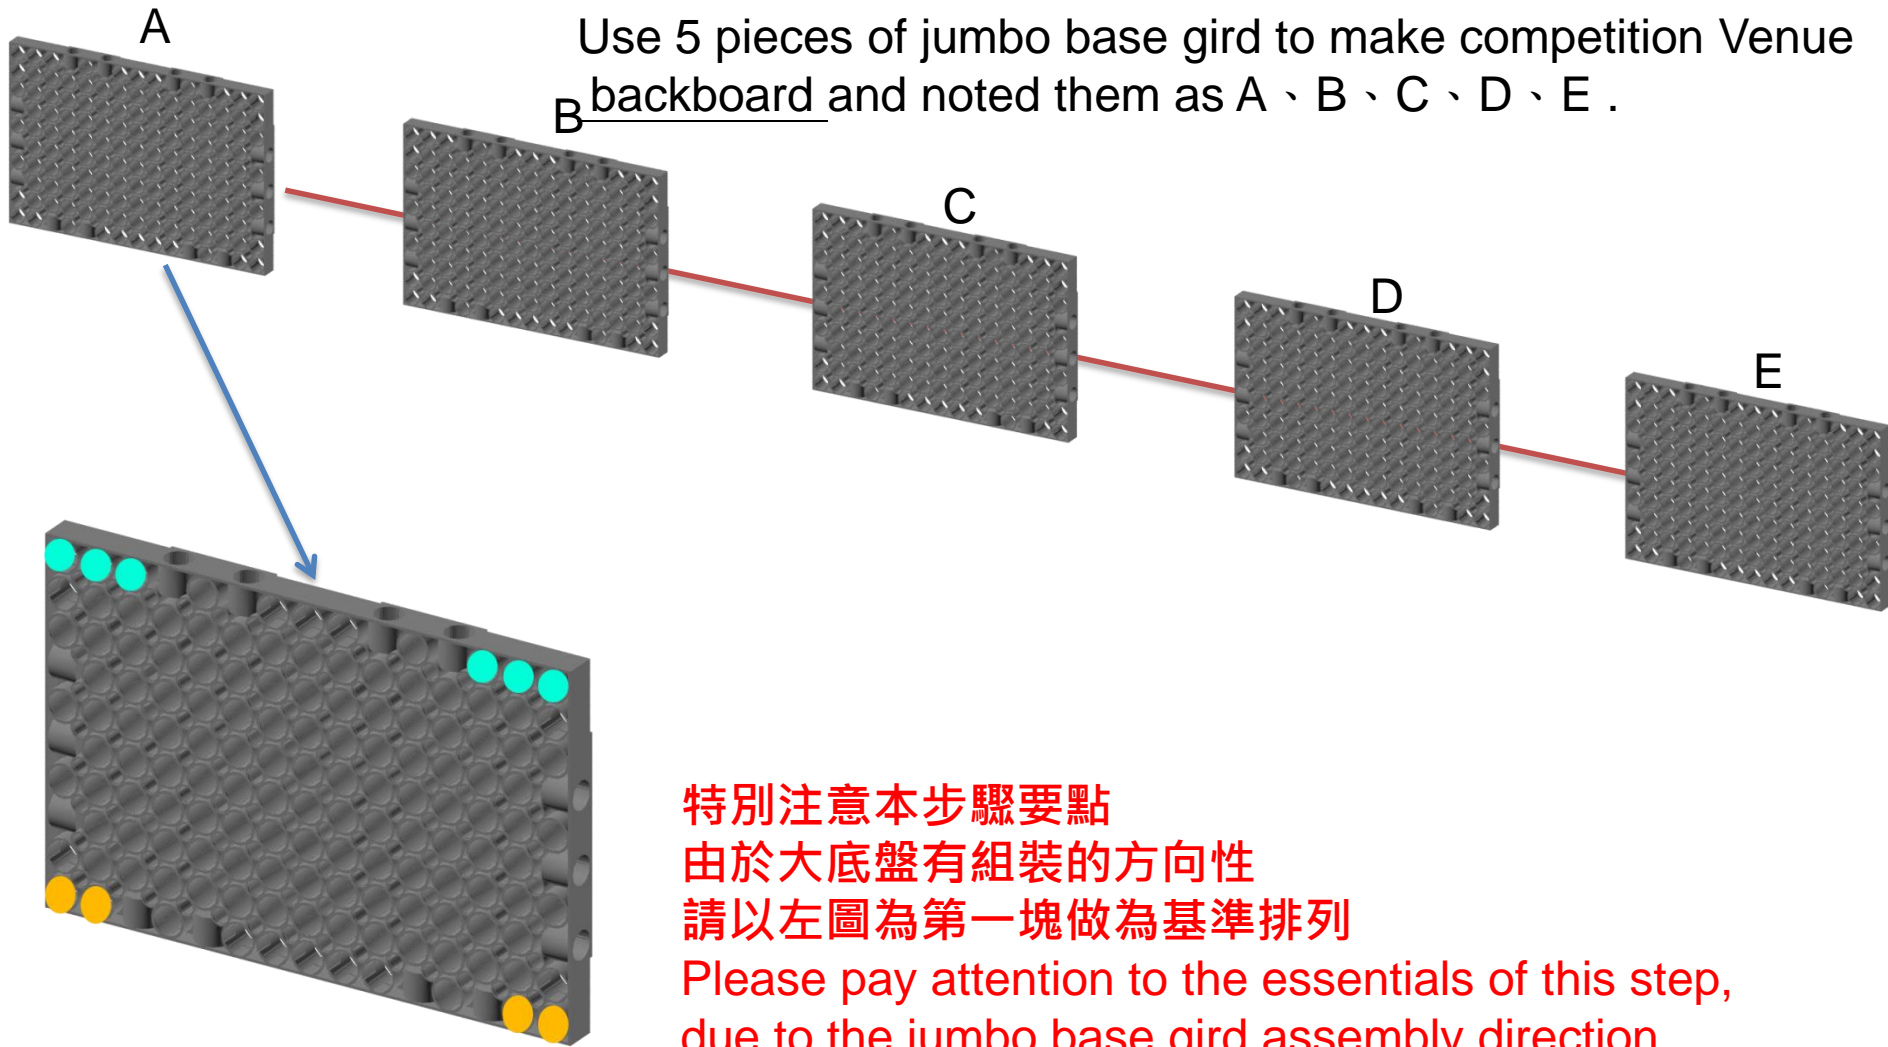 A
Use 5 pieces of jumbo base gird to make competition Venue
backboard and noted them as A、B、C、D、E .
B
C
D
E
特別注意本步驟要點
由於大底盤有組裝的方向性
請以左圖為第一塊做為基準排列
Please pay attention to the essentials of this step,
due to the jumbo base gird assembly direction